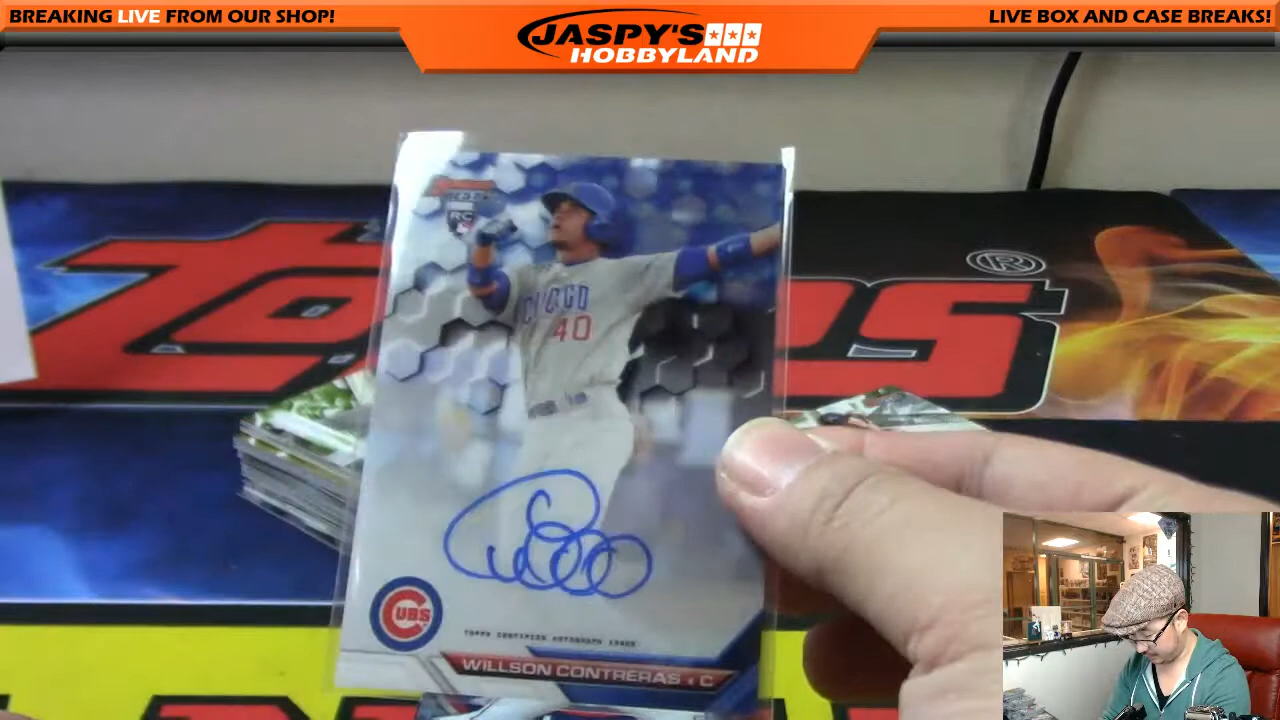 BREAKING LIVE FROM OUR SHOP!
JASPY'S
HOBBYLAND
LIVE BOX AND CASE BREAKS!
RC
®
CHICAGO
40
CUBS
TOPPS CERTIFIED AUTOGRAPH ISSUE
WILLSON CONTRERAS • C